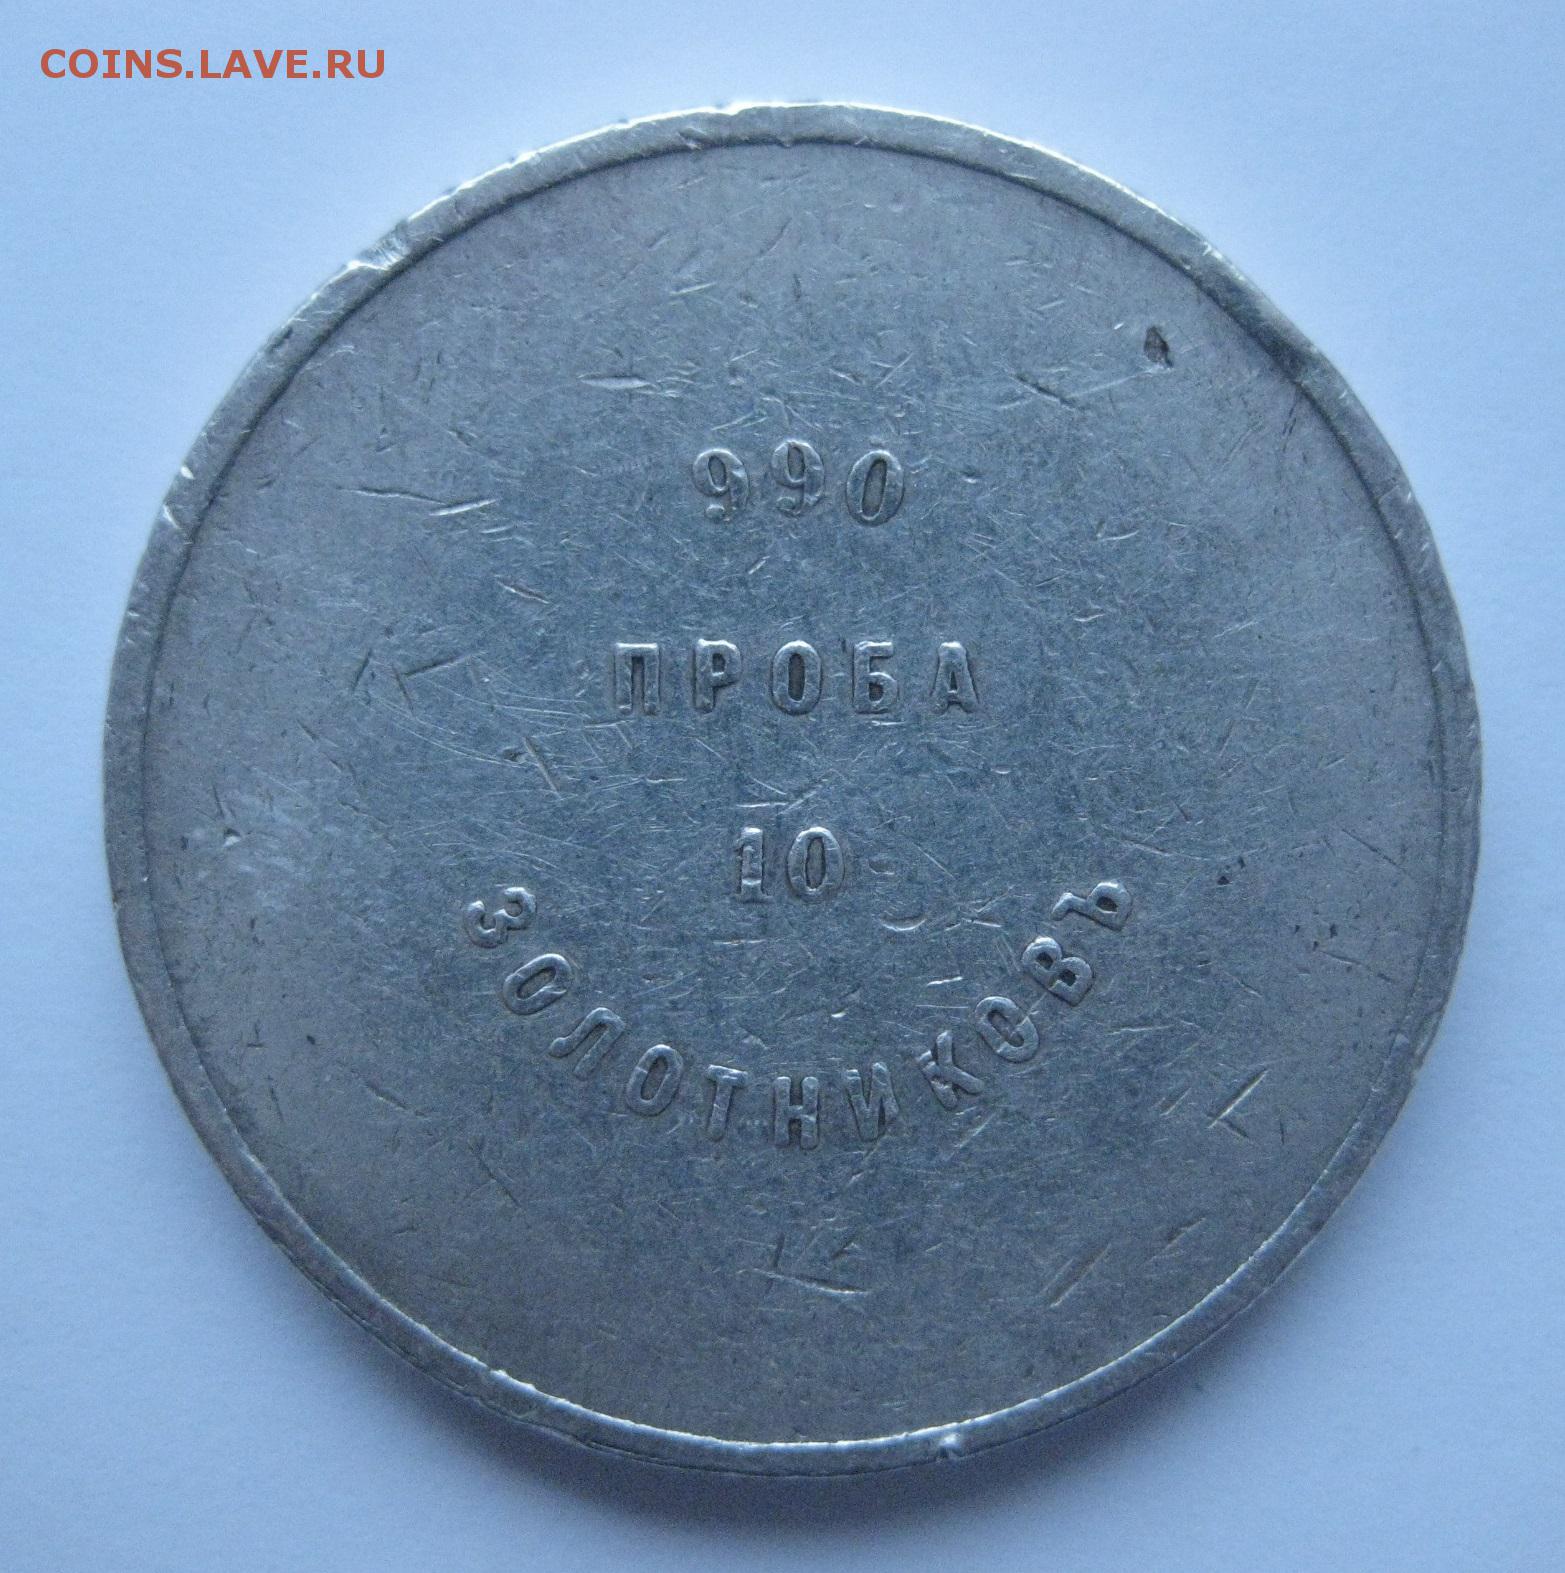 COINS.LAVE.RU
990
ПРОБА
10
ЗОЛОТНИКОВЪ